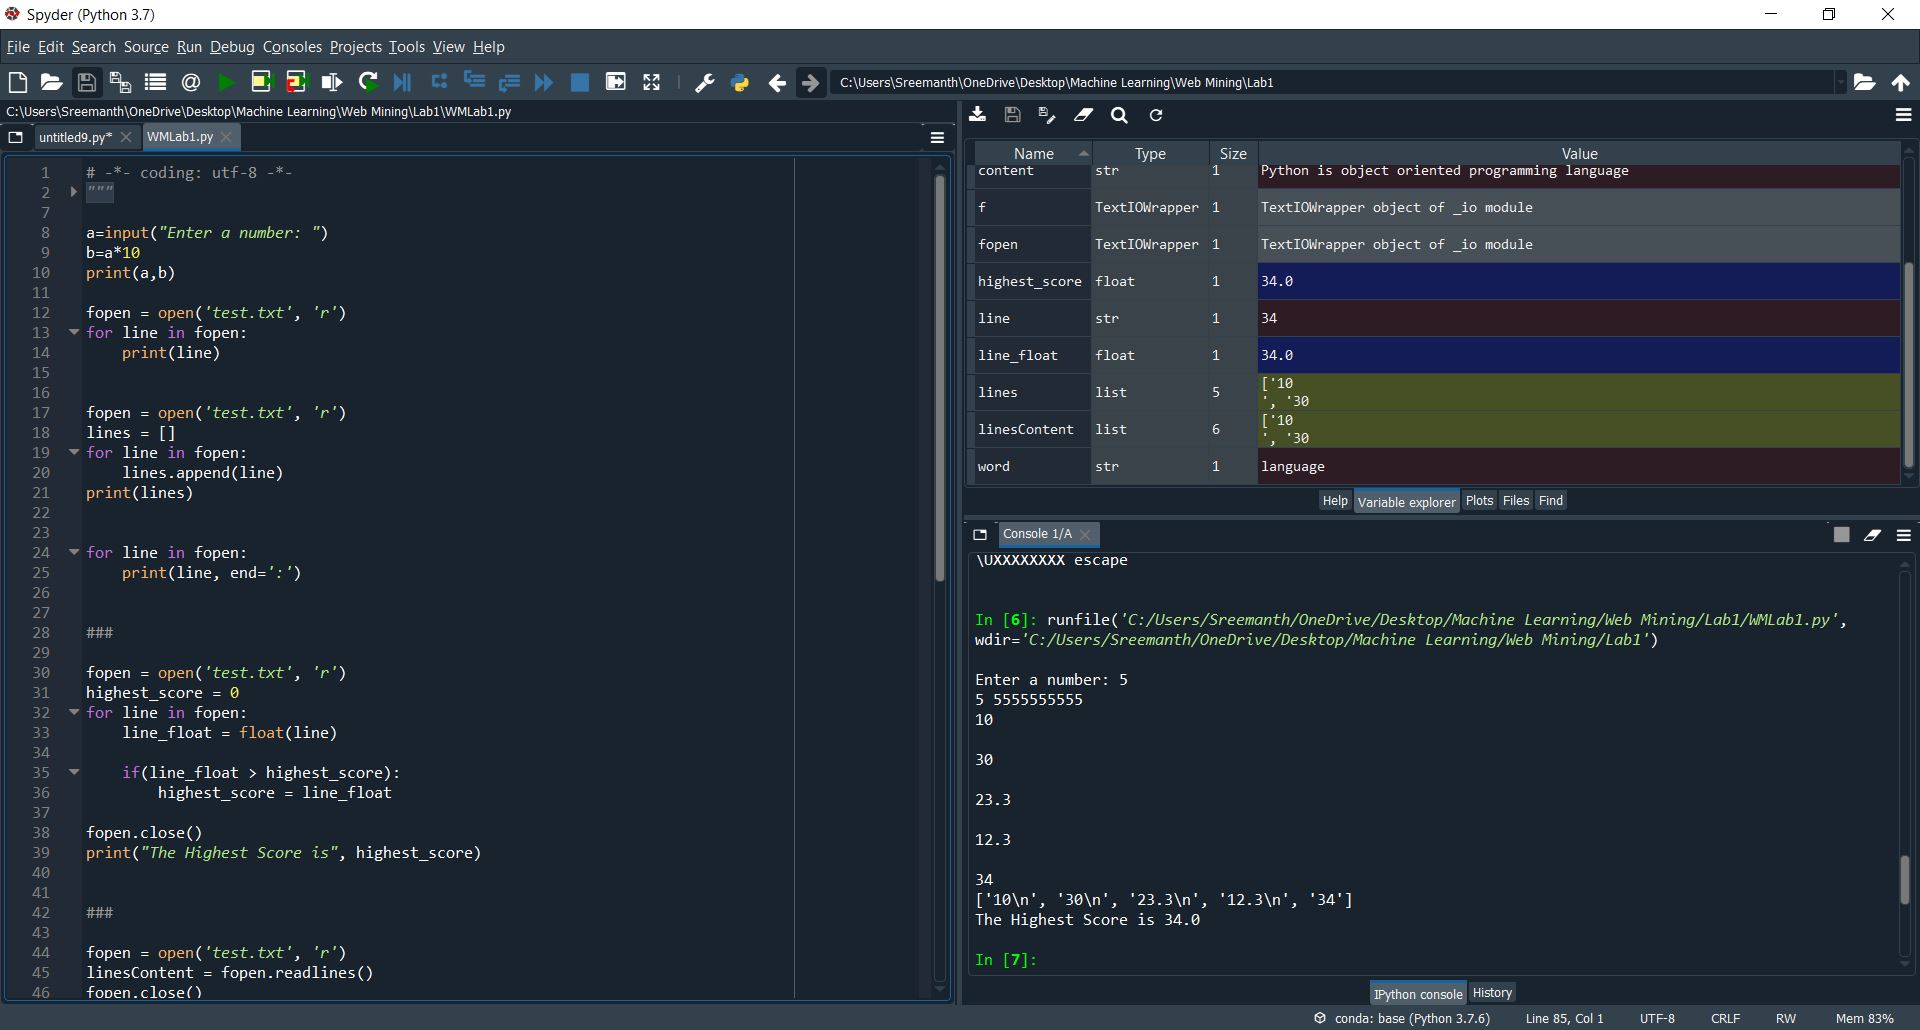 Spyder (Python 3.7)
File Edit Search Source Run Debug Consoles Projects Tools View Help
C:\Users\Sreemanth\OneDrive\Desktop\Machine Learning\Web Mining\Lab1
C:\Users\Sreemanth\OneDrive\Desktop\Machine Learning\Web Mining\Lab1\WMLab1.py
untitled9.py* WMLab1.py
1 # -*- coding: utf-8 -*-
2 """
7
8 a=input("Enter a number: ")
9 b=a*10
10 print(a,b)
11
12 fopen = open('test.txt', 'r')
13 for line in fopen:
14     print(line)
15
16
17 fopen = open('test.txt', 'r')
18 lines = []
19 for line in fopen:
20     lines.append(line)
21 print(lines)
22
23
24 for line in fopen:
25     print(line, end=':')
26
27
28 ###
29
30 fopen = open('test.txt', 'r')
31 highest_score = 0
32 for line in fopen:
33     line_float = float(line)
34
35     if(line_float > highest_score):
36         highest_score = line_float
37
38 fopen.close()
39 print("The Highest Score is", highest_score)
40
41
42 ###
43
44 fopen = open('test.txt', 'r')
45 linesContent = fopen.readlines()
46 fopen.close()
Name Type Size Value
content str 1 Python is object oriented programming language
f TextIOWrapper 1 TextIOWrapper object of _io module
fopen TextIOWrapper 1 TextIOWrapper object of _io module
highest_score float 1 34.0
line str 1 34
line_float float 1 34.0
lines list 5 ['10
', '30
linesContent list 6 ['10
', '30
word str 1 language
Help Variable explorer Plots Files Find
Console 1/A
\UXXXXXXXX escape
In [6]: runfile('C:/Users/Sreemanth/OneDrive/Desktop/Machine Learning/Web Mining/Lab1/WMLab1.py',
wdir='C:/Users/Sreemanth/OneDrive/Desktop/Machine Learning/Web Mining/Lab1')
Enter a number: 5
5 5555555555
10
30
23.3
12.3
34
['10\n', '30\n', '23.3\n', '12.3\n', '34']
The Highest Score is 34.0
In [7]:
IPython console History
conda: base (Python 3.7.6) Line 85, Col 1 UTF-8 CRLF RW Mem 83%